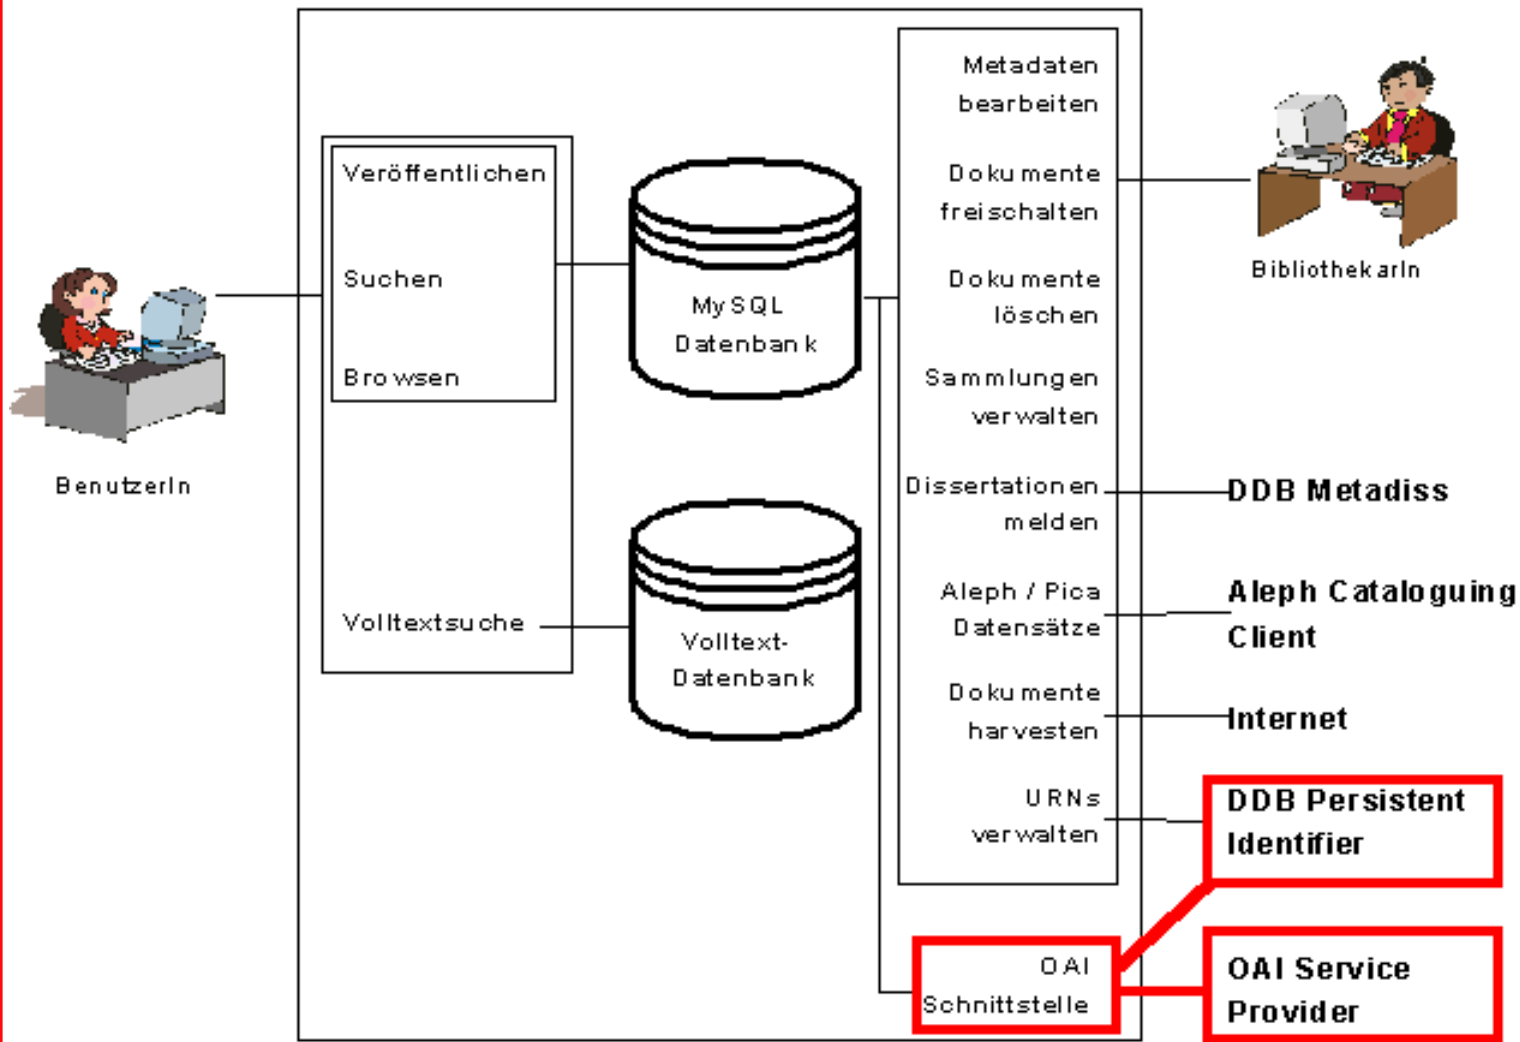 Veröffentlichen
Suchen
Browsen
Volltextsuche
BenutzerIn
MySQL
Datenbank
Volltext-
Datenbank
Metadaten
bearbeiten
Dokumente
freischalten
Dokumente
löschen
Sammlungen
verwalten
Dissertationen
melden
Aleph / Pica
Datensätze
Dokumente
harvesten
URNs
verwalten
OAI
Schnittstelle
BibliothekarIn
DDB Metadiss
Aleph Cataloguing
Client
Internet
DDB Persistent
Identifier
OAI Service
Provider